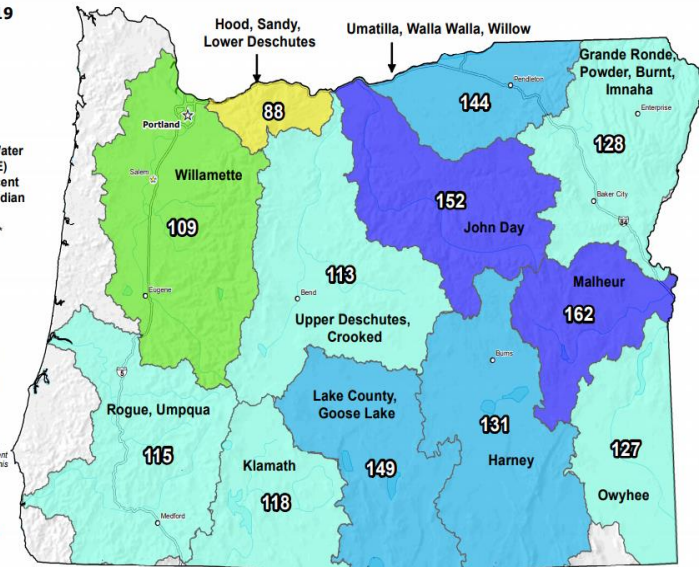 19
Hood, Sandy,
Lower Deschutes
Umatilla, Walla Walla, Willow
Grande Ronde,
Powder, Burnt,
Imnaha
Pendleton
88
144
Enterprise
Portland
128
ater
E)
ent
dian
Salem
Willamette
152
Baker City
84
John Day
109
113
Malheur
Eugene
Bend
162
Upper Deschutes,
Crooked
Burns
5
Lake County,
Goose Lake
Rogue, Umpqua
131
127
115
Klamath
149
Harney
ent
his
118
Owyhee
Medford